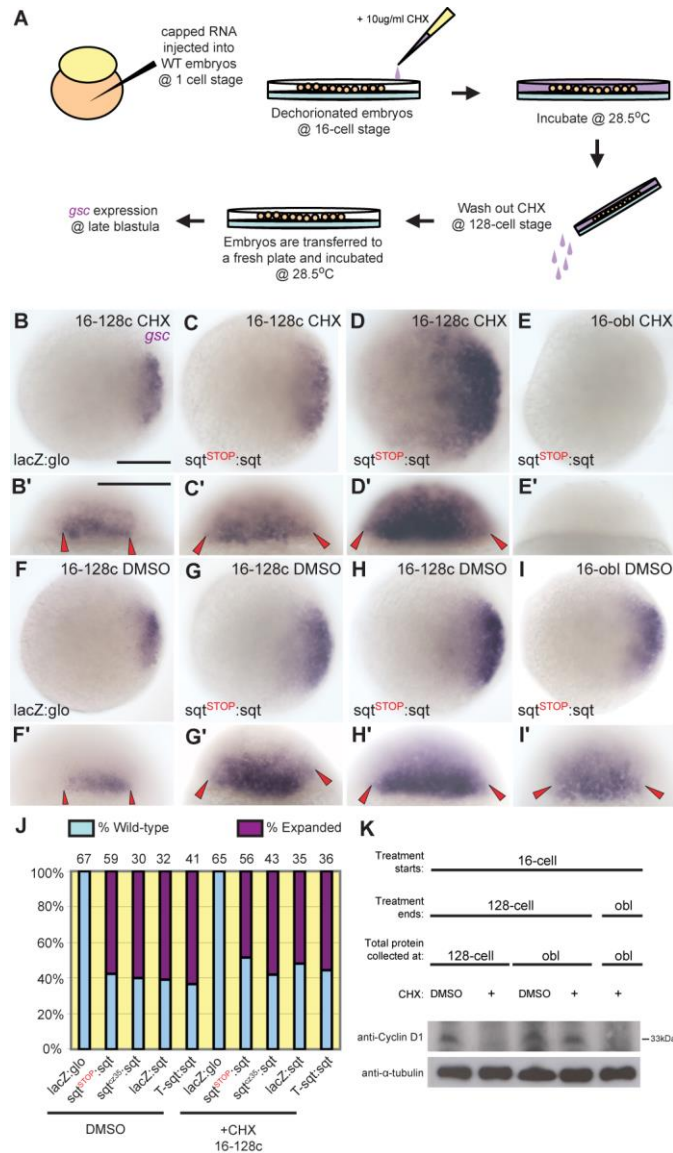 A
capped RNA
injected into
WT embryos
@ 1 cell stage
+ 10ug/ml CHX
Dechorionated embryos
@ 16-cell stage
Incubate @ 28.5°C
gsc expression
@ late blastula
Embryos are transferred to
a fresh plate and incubated
@ 28.5°C
Wash out CHX
@ 128-cell stage
B 16-128c CHX
gsc
lacZ:glo
C 16-128c CHX
sqtSTOP:sqt
D 16-128c CHX
sqtSTOP:sqt
E 16-obl CHX
sqtSTOP:sqt
B' C' D' E'
F 16-128c DMSO
lacZ:glo
G 16-128c DMSO
sqtSTOP:sqt
H 16-128c DMSO
sqtSTOP:sqt
I 16-obl DMSO
sqtSTOP:sqt
F' G' H' I'
J
% Wild-type % Expanded
67 59 30 32 41 65 56 43 35 36
100%
80%
60%
40%
20%
0%
lacZ:glo
sqtSTOP:sqt
sqtcz35:sqt
lacZ:sqt
T-sqt:sqt
lacZ:glo
sqtSTOP:sqt
sqtcz35:sqt
lacZ:sqt
T-sqt:sqt
DMSO
+CHX
16-128c
K
Treatment
starts:
16-cell
Treatment
ends:
128-cell obl
Total protein
collected at:
128-cell obl obl
CHX: DMSO + DMSO + +
anti-Cyclin D1
33kDa
anti-α-tubulin